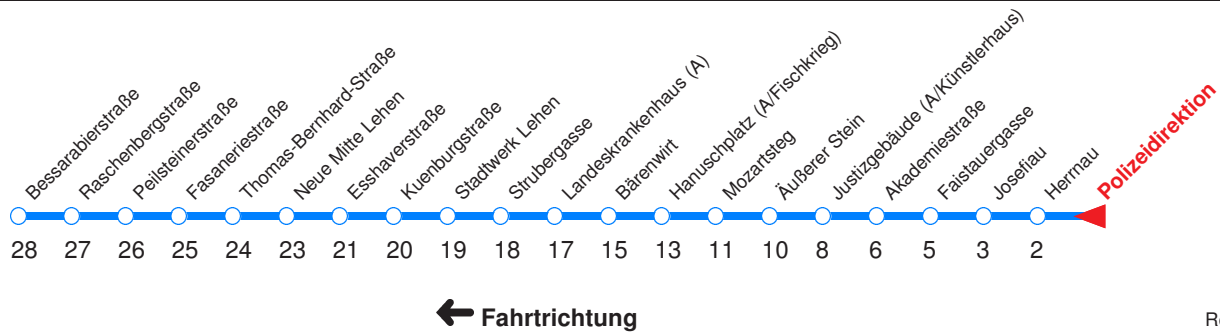 Bessarabierstraße
Raschenbergstraße
Peilsteinerstraße
Fasaneriestraße
Thomas-Bernhard-Straße
Neue Mitte Lehen
Esshaverstraße
Kuenburgstraße
Stadtwerk Lehen
Strubergasse
Landeskrankenhaus (A)
Bärenwirt
Hanuschplatz (A/Fischkrieg)
Mozartsteg
Äußerer Stein
Justizgebäude (A/Künstlerhaus)
Akademiestraße
Faistauergasse
Josefiau
Herrnau
Polizeidirektion
28 27 26 25 24 23 21 20 19 18 17 15 13 11 10 8 6 5 3 2
Fahrtrichtung